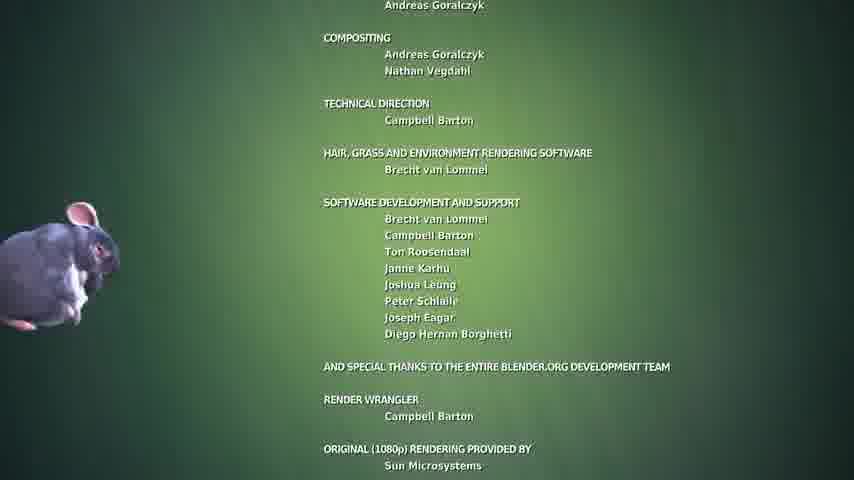 Andreas Goralczyk
COMPOSITING
Andreas Goralczyk
Nathan Vegdahl
TECHNICAL DIRECTION
Campbell Barton
HAIR, GRASS AND ENVIRONMENT RENDERING SOFTWARE
Brecht van Lommel
SOFTWARE DEVELOPMENT AND SUPPORT
Brecht van Lommel
Campbell Barton
Ton Roosendaal
Janne Karhu
Joshua Leung
Peter Schlaile
Joseph Eagar
Diego Hernan Borghetti
AND SPECIAL THANKS TO THE ENTIRE BLENDER.ORG DEVELOPMENT TEAM
RENDER WRANGLER
Campbell Barton
ORIGINAL (1080p) RENDERING PROVIDED BY
Sun Microsystems